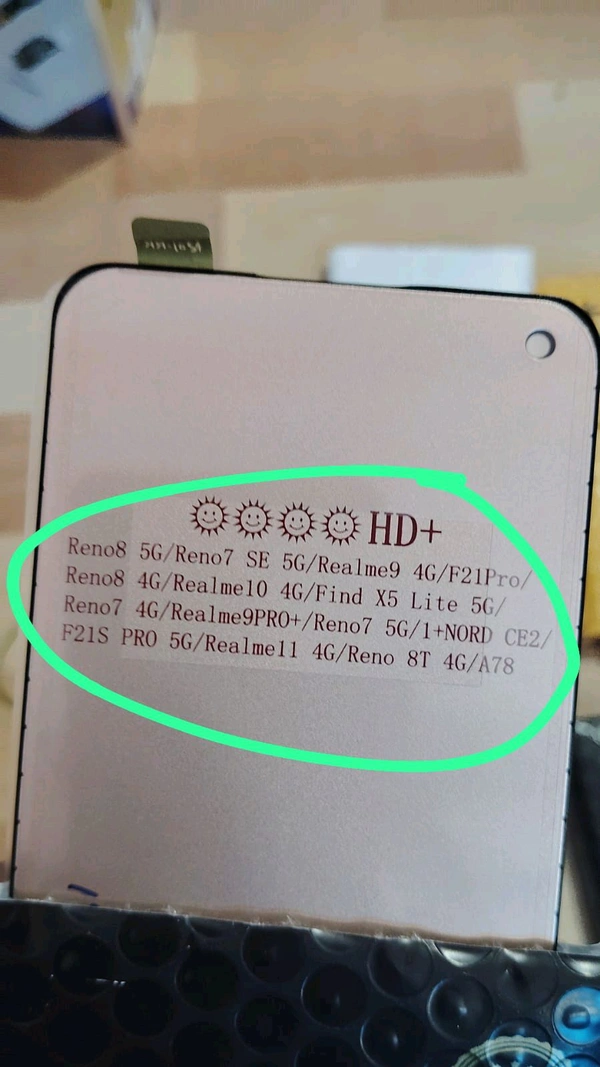 HD+
Reno8 5G/Reno7 SE 5G/Realme9 4G/F21Pro/
Reno8 4G/Realme10 4G/Find X5 Lite 5G/
Reno7 4G/Realme9PRO+/Reno7 5G/1+NORD CE2/
F21S PRO 5G/Realme11 4G/Reno 8T 4G/A78